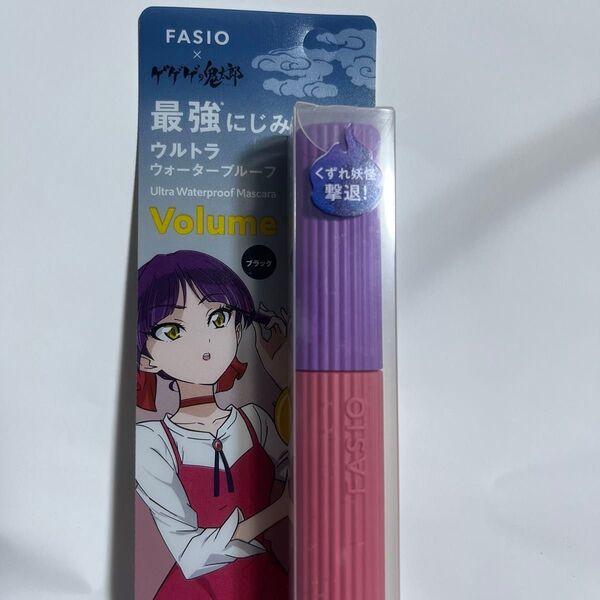 FASIO
×
ゲゲゲの鬼太郎
最強*にじみ
ウルトラ
ウォータープルーフ
Ultra Waterproof Mascara
Volume
ブラック
くずれ妖怪
撃退!
FASIO